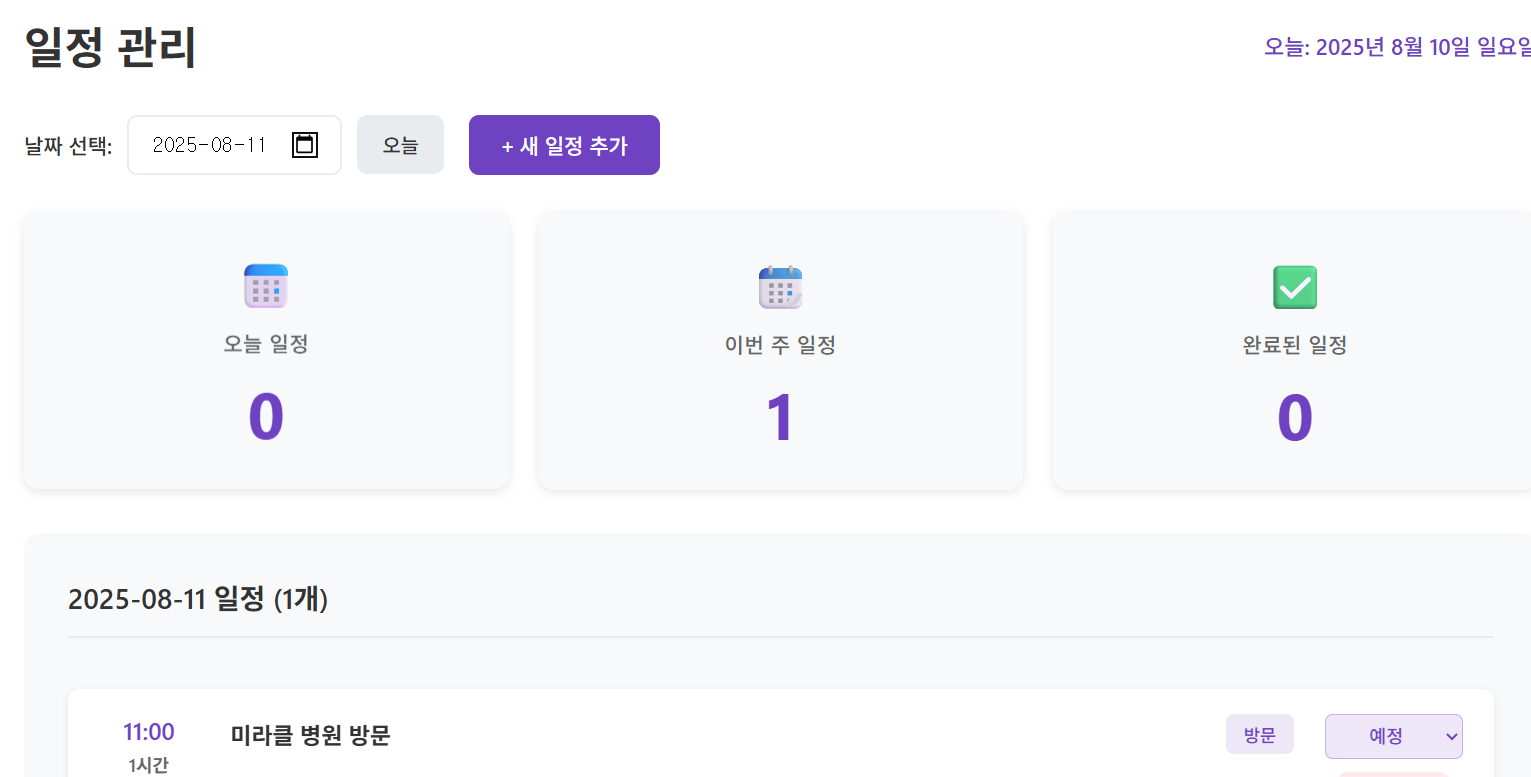 일정 관리
오늘: 2025년 8월 10일 일요일
날짜 선택: 2025-08-11 오늘 + 새 일정 추가
오늘 일정
0
이번 주 일정
1
완료된 일정
0
2025-08-11 일정 (1개)
11:00 미라클 병원 방문 방문 예정
1시간